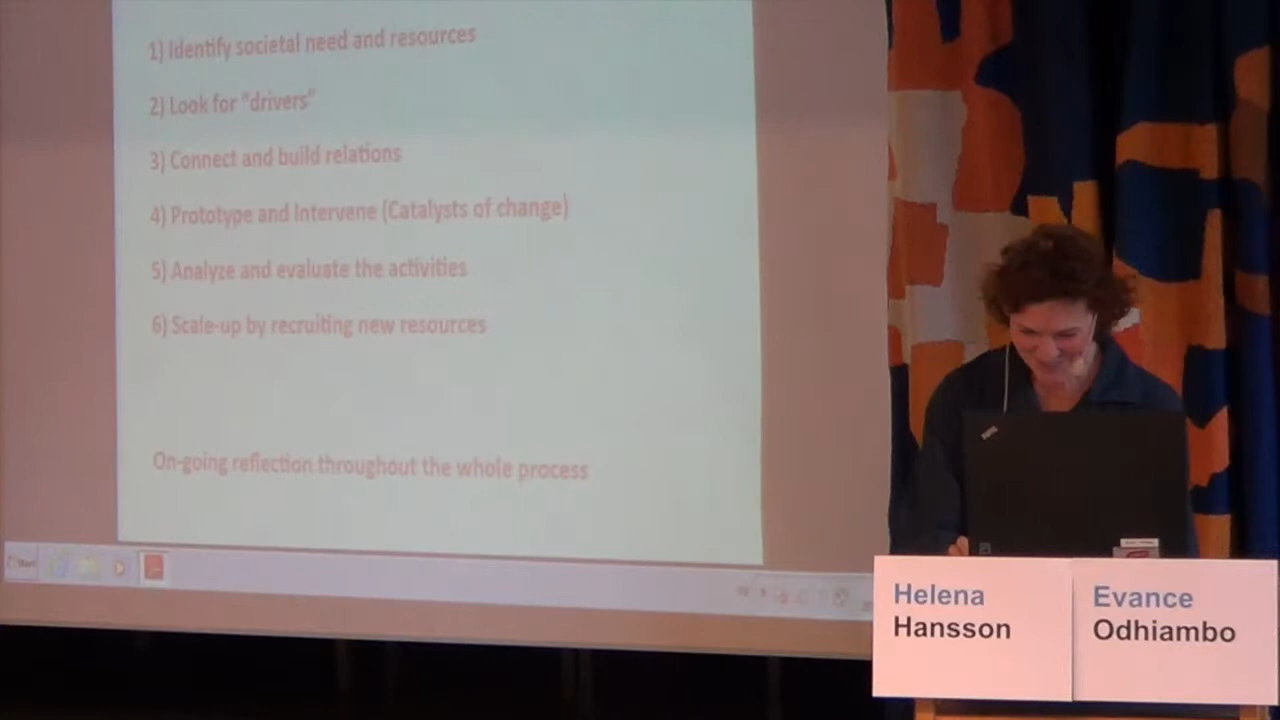 1) Identify societal need and resources
2) Look for "drivers"
3) Connect and build relations
4) Prototype and Intervene (Catalysts of change)
5) Analyze and evaluate the activities
6) Scale-up by recruiting new resources
On-going reflection throughout the whole process
Start
Helena
Hansson
Evance
Odhiambo